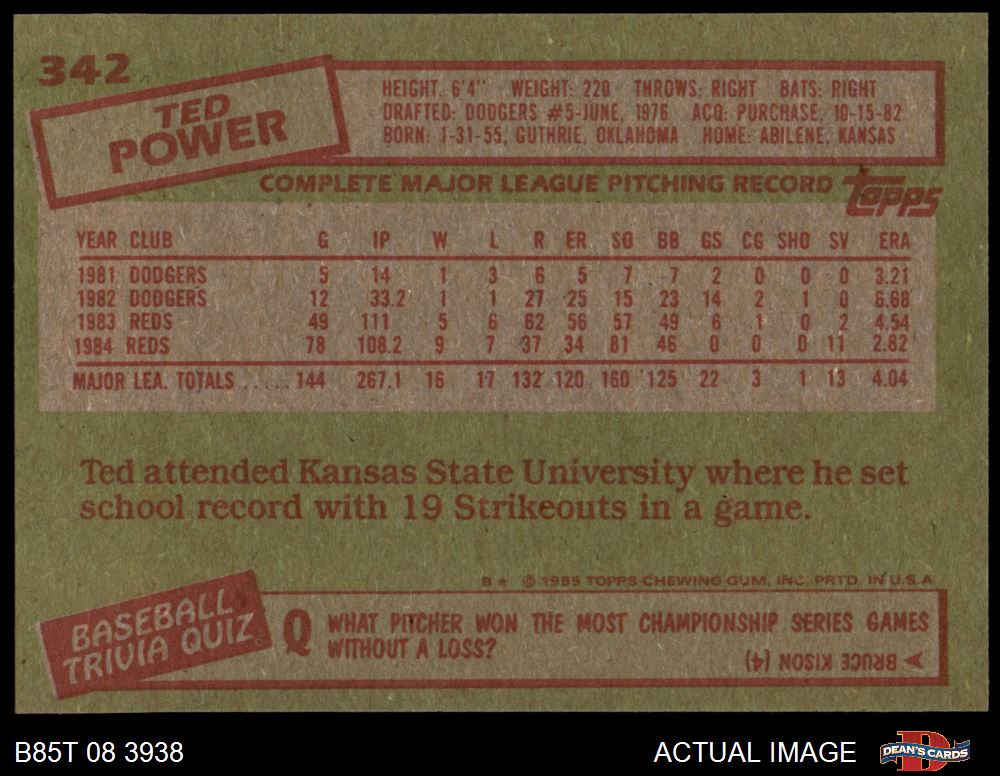 342
TED
POWER
HEIGHT: 6'4" WEIGHT: 220 THROWS: RIGHT BATS: RIGHT
DRAFTED: DODGERS #5-JUNE, 1976 ACQ: PURCHASE, 10-15-82
BORN: 1-31-55, GUTHRIE, OKLAHOMA HOME: ABILENE, KANSAS
COMPLETE MAJOR LEAGUE PITCHING RECORD Topps
YEAR CLUB G IP W L R ER SO BB GS CG SHO SV ERA
1981 DODGERS 5 14 1 3 6 5 7 7 2 0 0 0 3.21
1982 DODGERS 12 33.2 1 1 27 25 15 23 14 2 1 0 6.68
1983 REDS 49 111 5 6 62 56 57 49 6 1 0 2 4.54
1984 REDS 78 108.2 9 7 37 34 81 46 0 0 0 11 2.82
MAJOR LEA. TOTALS ..... 144 267.1 16 17 132 120 160 125 22 3 1 13 4.04
Ted attended Kansas State University where he set
school record with 19 Strikeouts in a game.
B★ © 1985 TOPPS CHEWING GUM, INC. PRTD. IN U.S.A
BASEBALL
TRIVIA QUIZ
Q WHAT PITCHER WON THE MOST CHAMPIONSHIP SERIES GAMES
WITHOUT A LOSS?
BRUCE KISON (4)
B85T 08 3938
ACTUAL IMAGE
D
DEAN'S CARDS